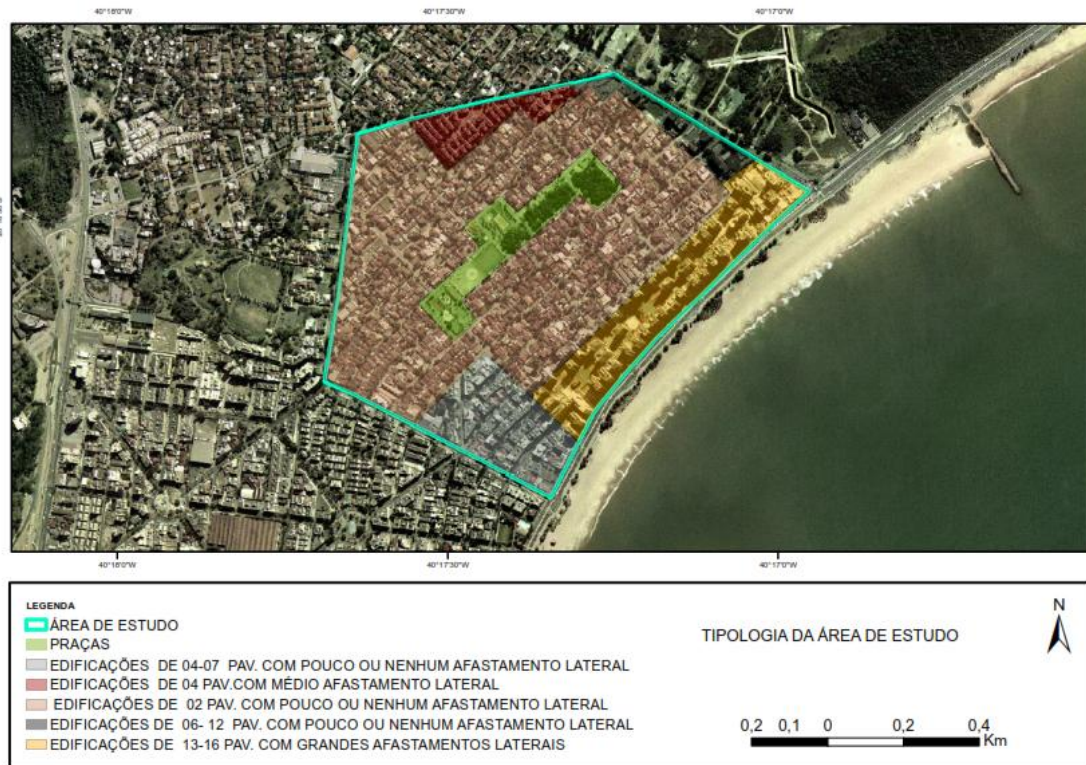 40°18'0"W 40°17'30"W 40°17'0"W
40°18'0"W 40°17'30"W 40°17'0"W
LEGENDA
ÁREA DE ESTUDO
PRAÇAS
EDIFICAÇÕES DE 04-07 PAV. COM POUCO OU NENHUM AFASTAMENTO LATERAL
EDIFICAÇÕES DE 04 PAV.COM MÉDIO AFASTAMENTO LATERAL
EDIFICAÇÕES DE 02 PAV. COM POUCO OU NENHUM AFASTAMENTO LATERAL
EDIFICAÇÕES DE 06- 12 PAV. COM POUCO OU NENHUM AFASTAMENTO LATERAL
EDIFICAÇÕES DE 13-16 PAV. COM GRANDES AFASTAMENTOS LATERAIS
TIPOLOGIA DA ÁREA DE ESTUDO
N
0,2 0,1 0 0,2 0,4
Km